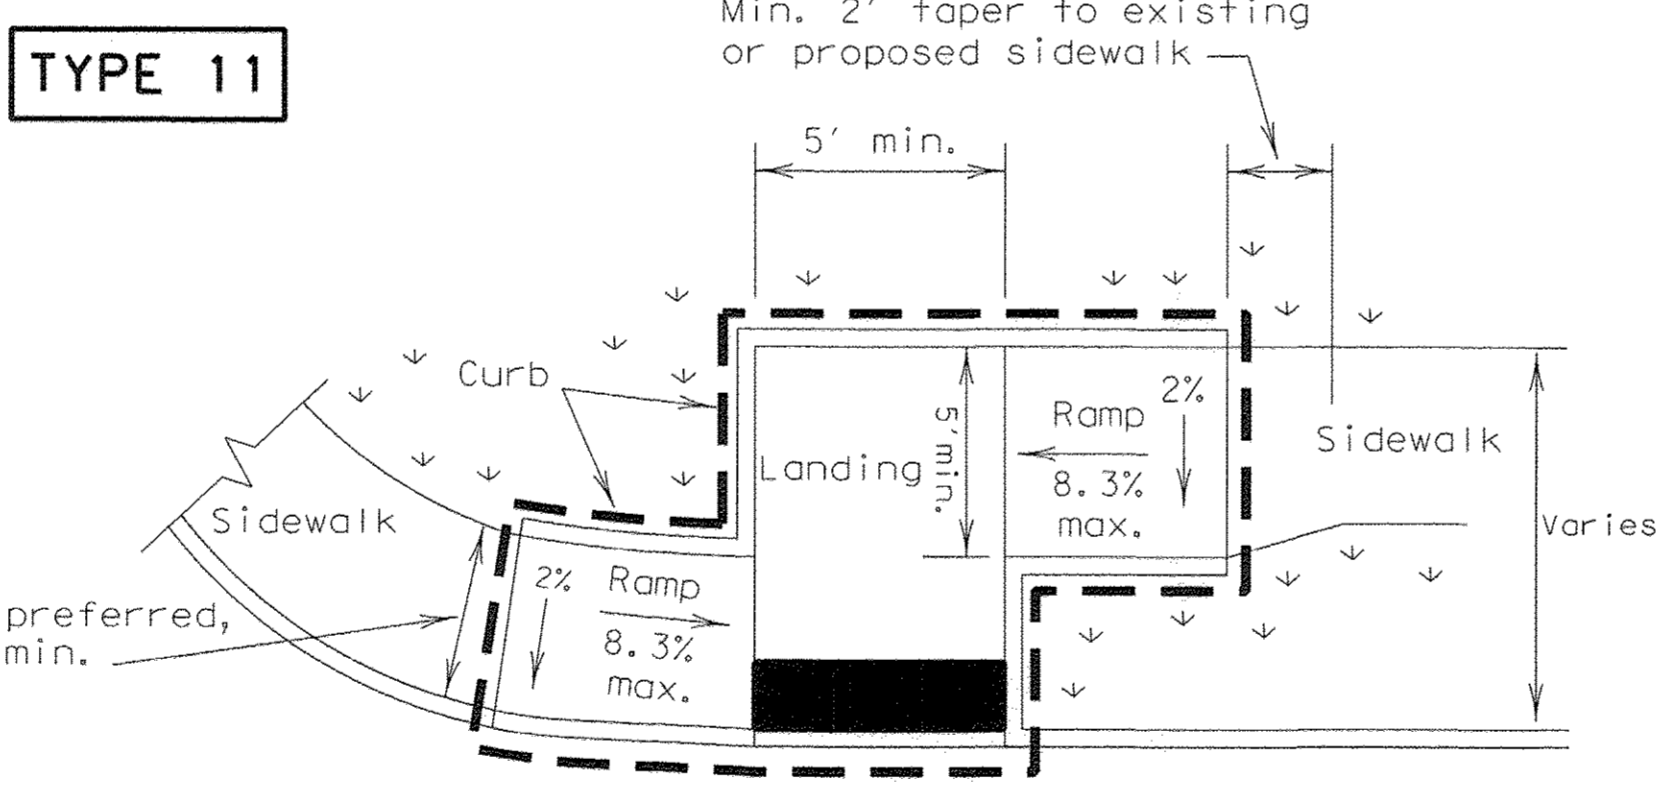 Min. 2' taper to existing
or proposed sidewalk
TYPE 11
5' min.
Curb
2%
Ramp
8.3%
max.
5' min.
Landing
Sidewalk
Sidewalk
Varies
2%
Ramp
8.3%
max.
preferred,
min.